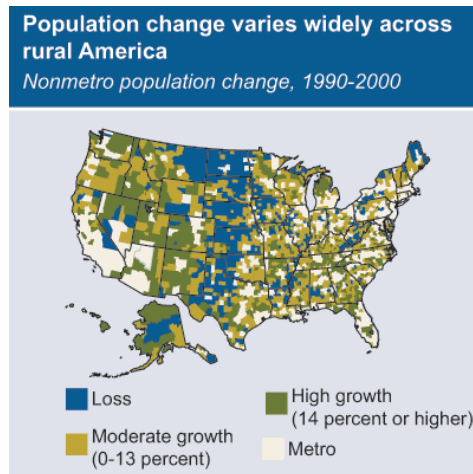 Population change varies widely across
rural America
Nonmetro population change, 1990-2000
Loss
High growth
(14 percent or higher)
Moderate growth
(0-13 percent)
Metro